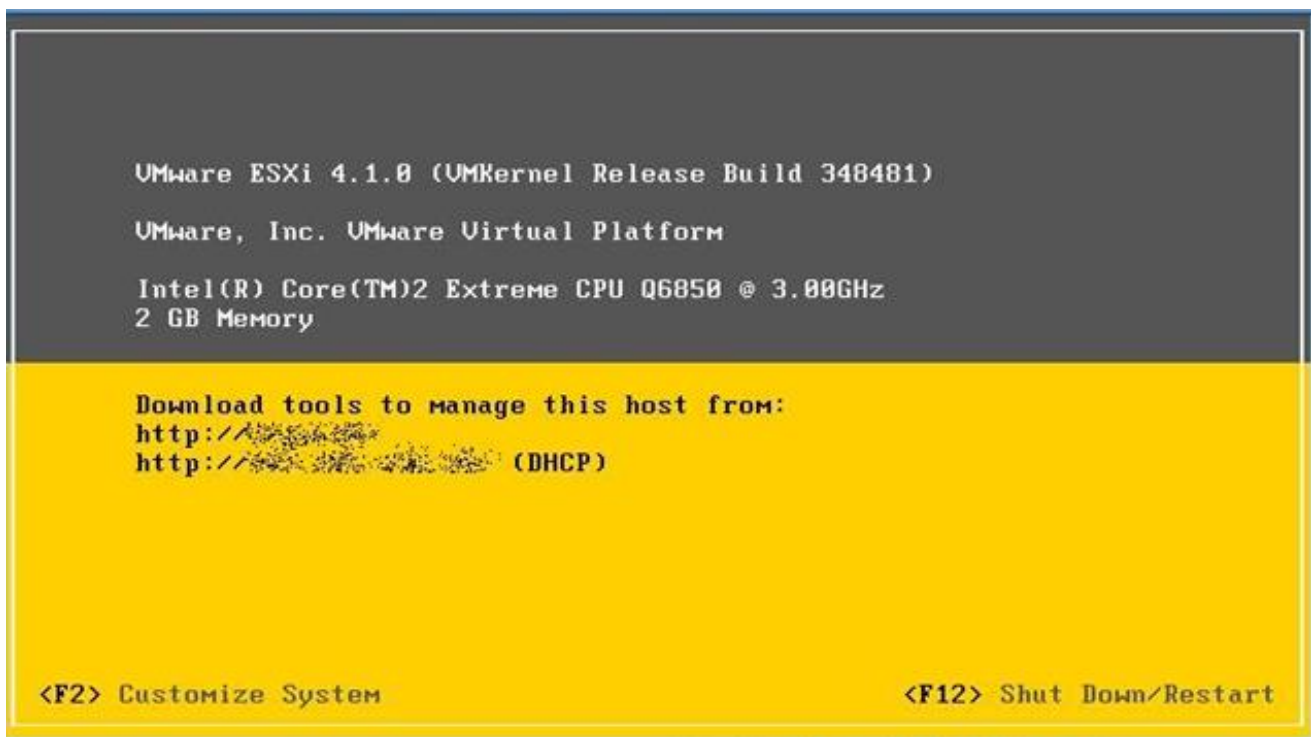 VMware ESXi 4.1.0 (VMKernel Release Build 348481)
VMware, Inc. VMware Virtual Platform
Intel(R) Core(TM)2 Extreme CPU Q6850 @ 3.00GHz
2 GB Memory
Download tools to manage this host from:
http://
http:// (DHCP)
<F2> Customize System
<F12> Shut Down/Restart